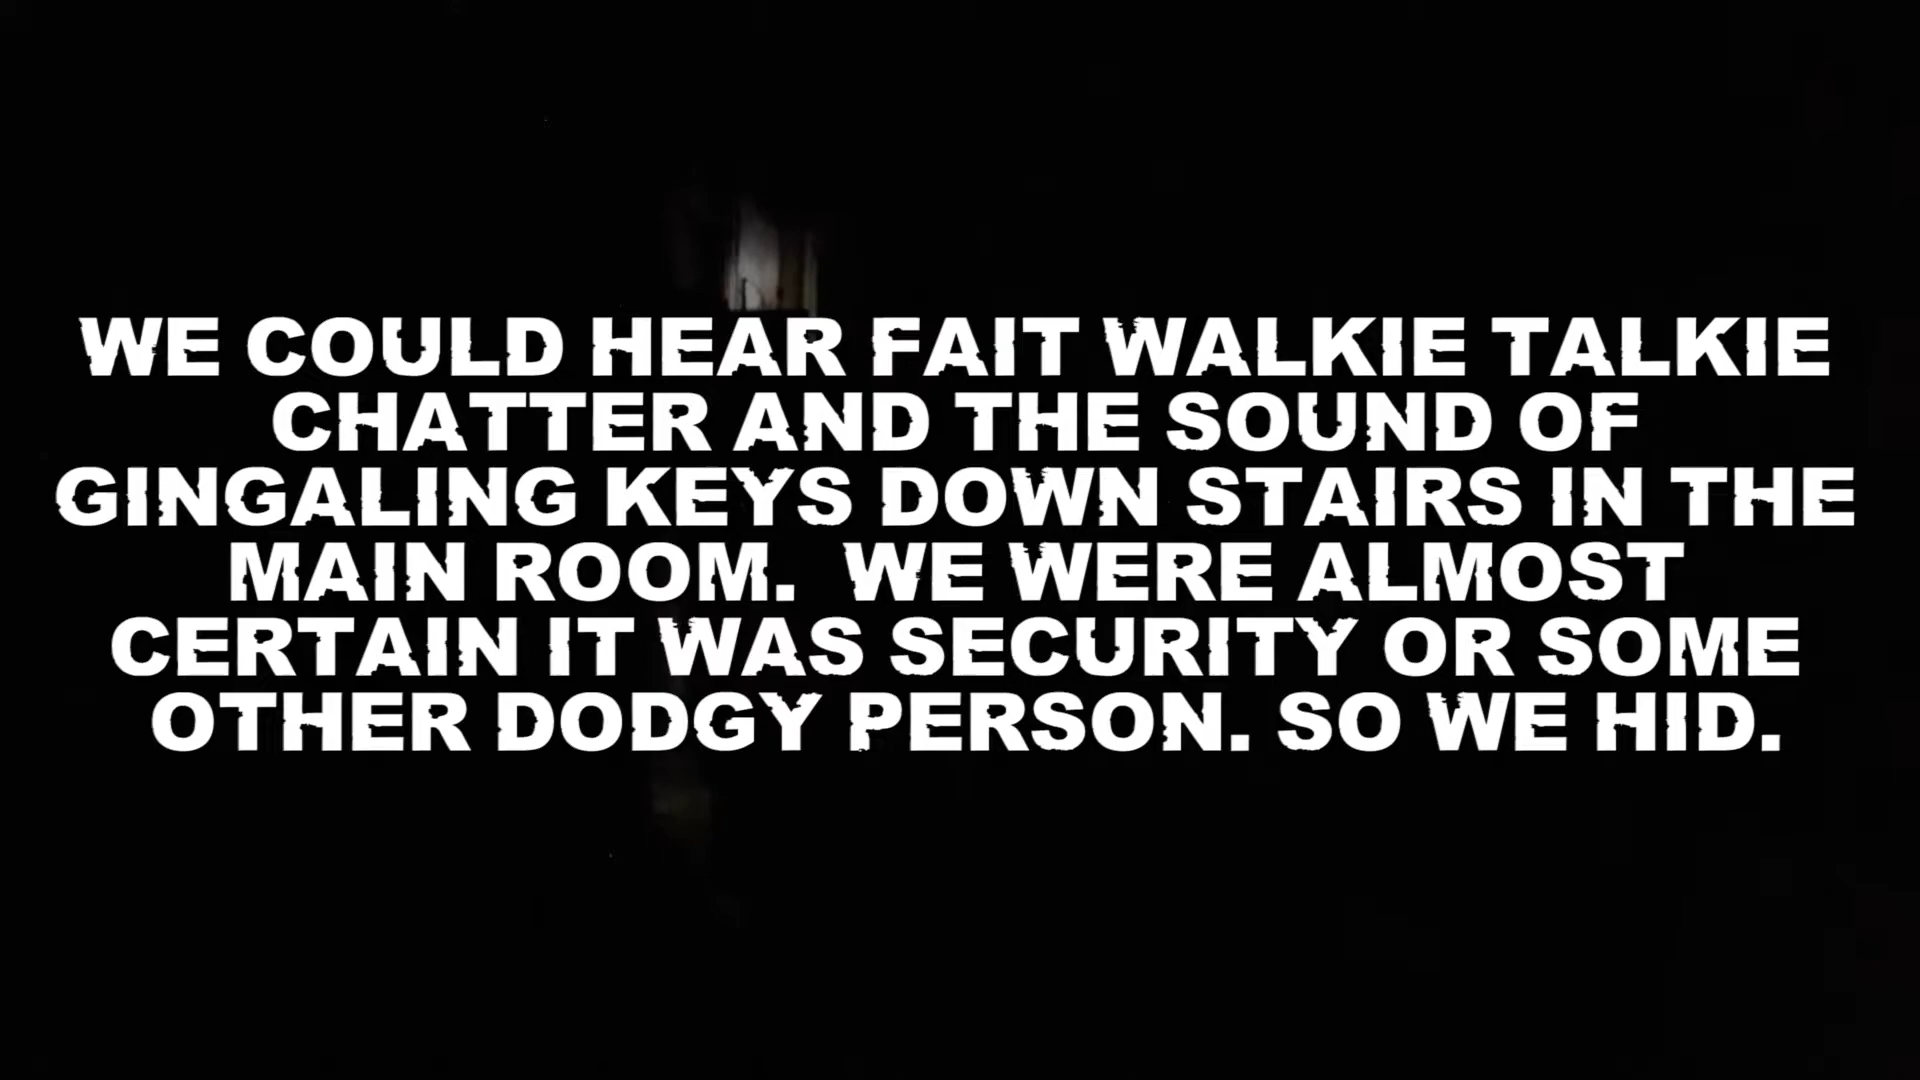 WE COULD HEAR FAIT WALKIE TALKIE
CHATTER AND THE SOUND OF
GINGALING KEYS DOWN STAIRS IN THE
MAIN ROOM.  WE WERE ALMOST
CERTAIN IT WAS SECURITY OR SOME
OTHER DODGY PERSON. SO WE HID.